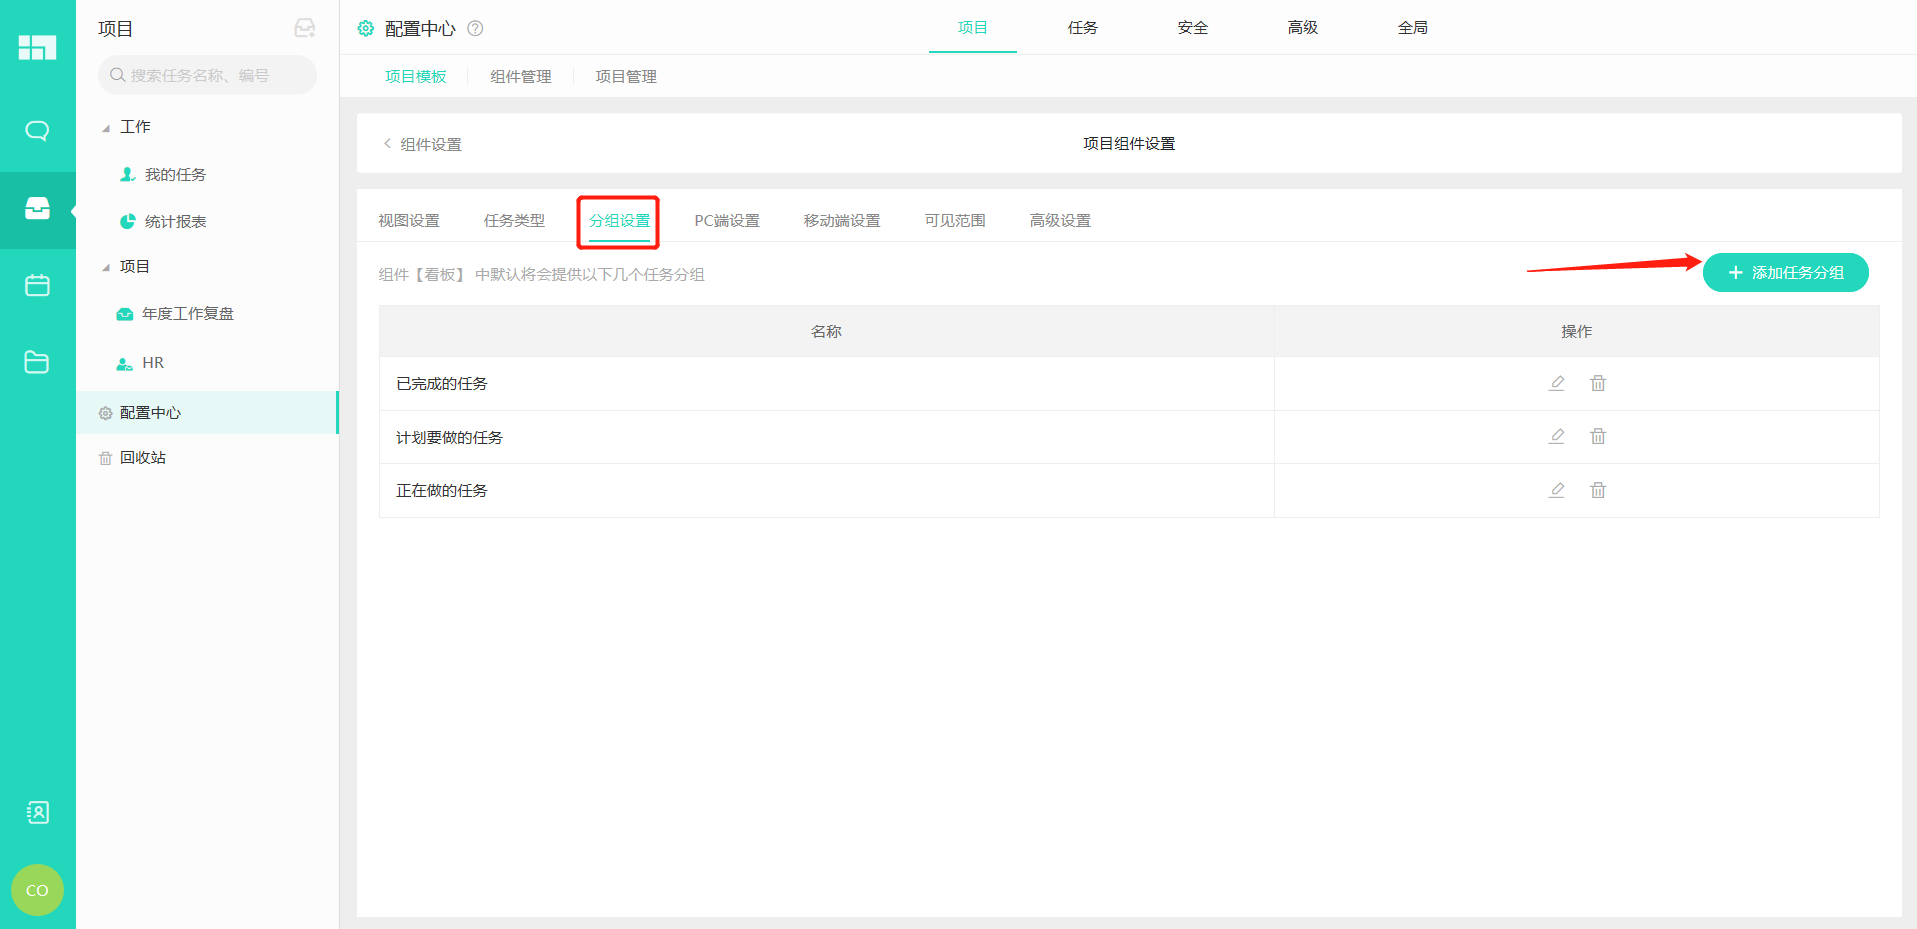 项目
搜索任务名称、编号
工作
我的任务
统计报表
项目
年度工作复盘
HR
配置中心
回收站
CO
配置中心
项目 任务 安全 高级 全局
项目模板 组件管理 项目管理
组件设置 项目组件设置
视图设置 任务类型 分组设置 PC端设置 移动端设置 可见范围 高级设置
组件【看板】 中默认将会提供以下几个任务分组
添加任务分组
名称 操作
已完成的任务
计划要做的任务
正在做的任务